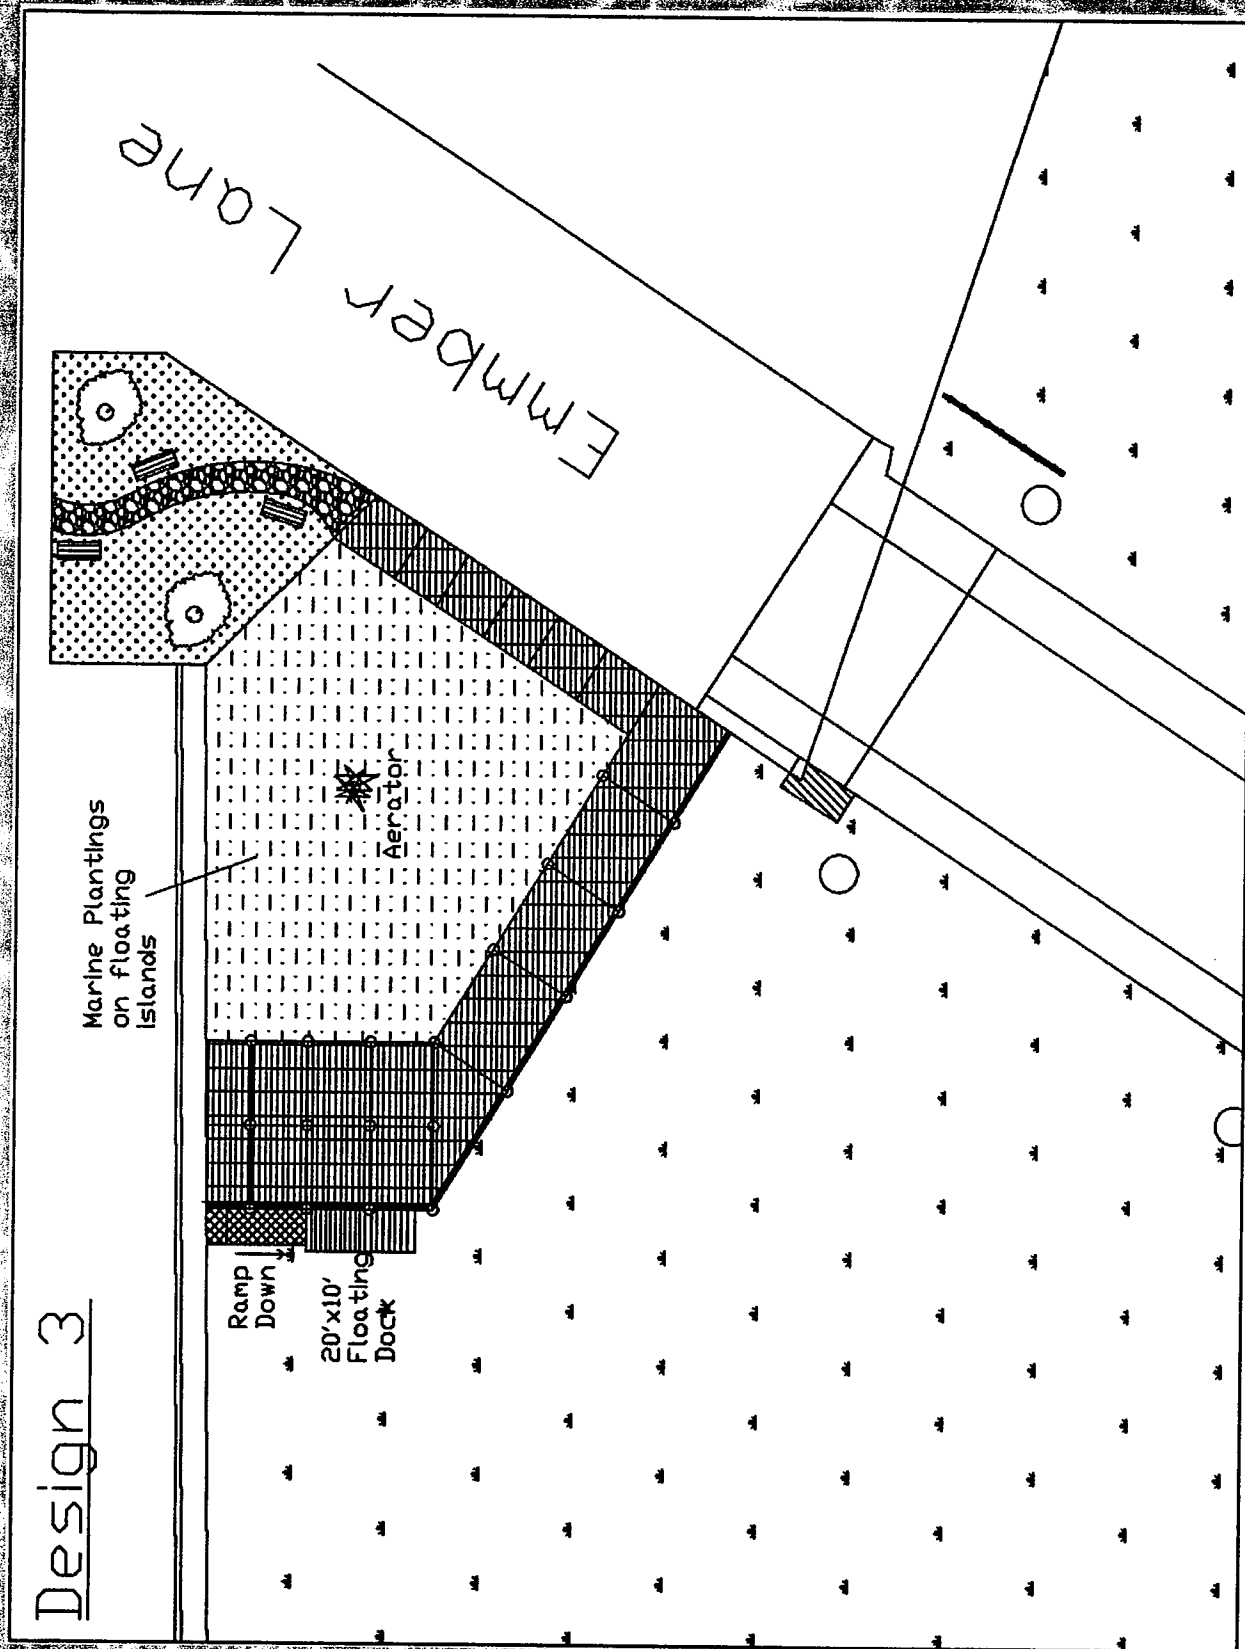 Design 3
Emmber Lane
Marine Plantings
on floating
islands
Aerator
Ramp
Down
20'x10'
Floating
Dock